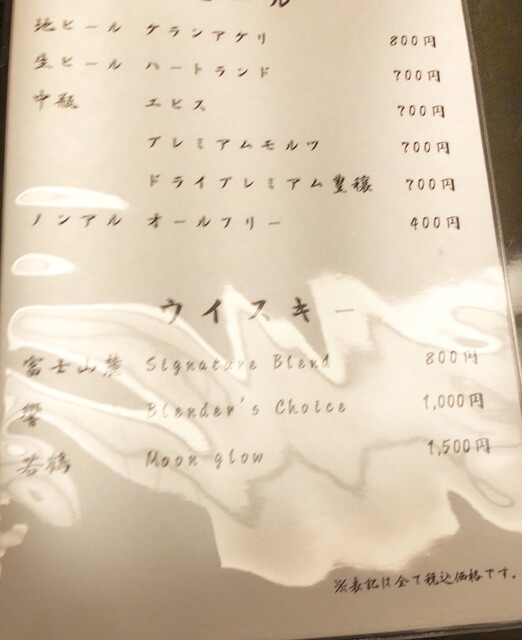 ール
地ビール ケランアゲリ 800円
生ビール ハートランド 700円
中瓶 エビス 700円
プレミアムモルツ 700円
ドライプレミアム豊穣 700円
ノンアル オールフリー 400円
ウイスキー
富士山麓 Signature Blend 800円
響 Blender's Choice 1,000円
若鶴 Moon glow 1,500円
※表記は全て税込価格です。